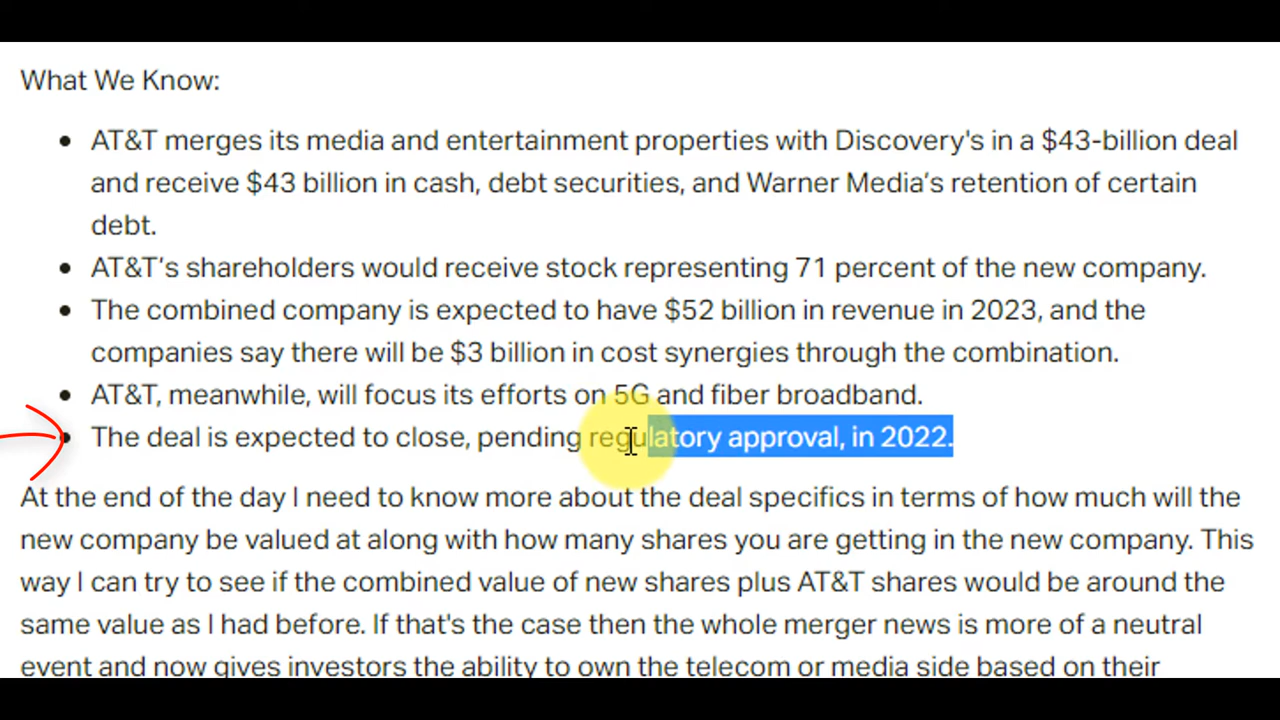 What We Know:
• AT&T merges its media and entertainment properties with Discovery's in a $43-billion deal
and receive $43 billion in cash, debt securities, and Warner Media’s retention of certain
debt.
• AT&T‘s shareholders would receive stock representing 71 percent of the new company.
• The combined company is expected to have $52 billion in revenue in 2023, and the
companies say there will be $3 billion in cost synergies through the combination.
• AT&T, meanwhile, will focus its efforts on 5G and fiber broadband.
• The deal is expected to close, pending regulatory approval, in 2022.
At the end of the day I need to know more about the deal specifics in terms of how much will the
new company be valued at along with how many shares you are getting in the new company. This
way I can try to see if the combined value of new shares plus AT&T shares would be around the
same value as I had before. If that's the case then the whole merger news is more of a neutral
event and now gives investors the ability to own the telecom or media side based on their